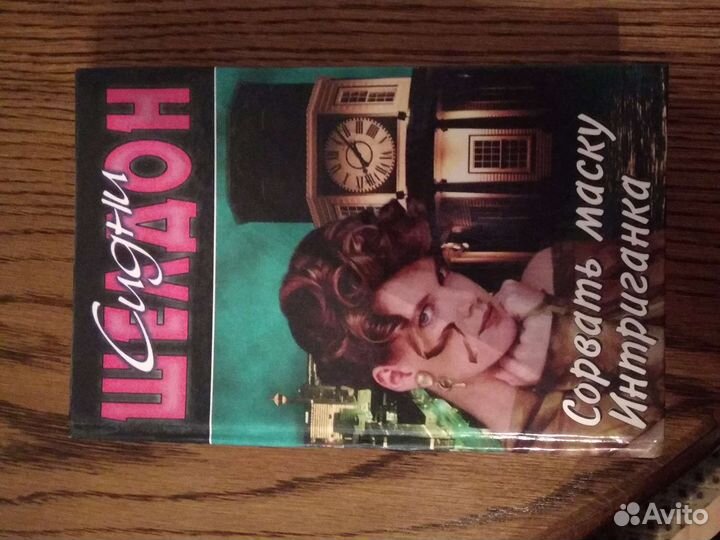 Сидни
ШЕЛДОН
Сорвать маску
Интриганка
Avito